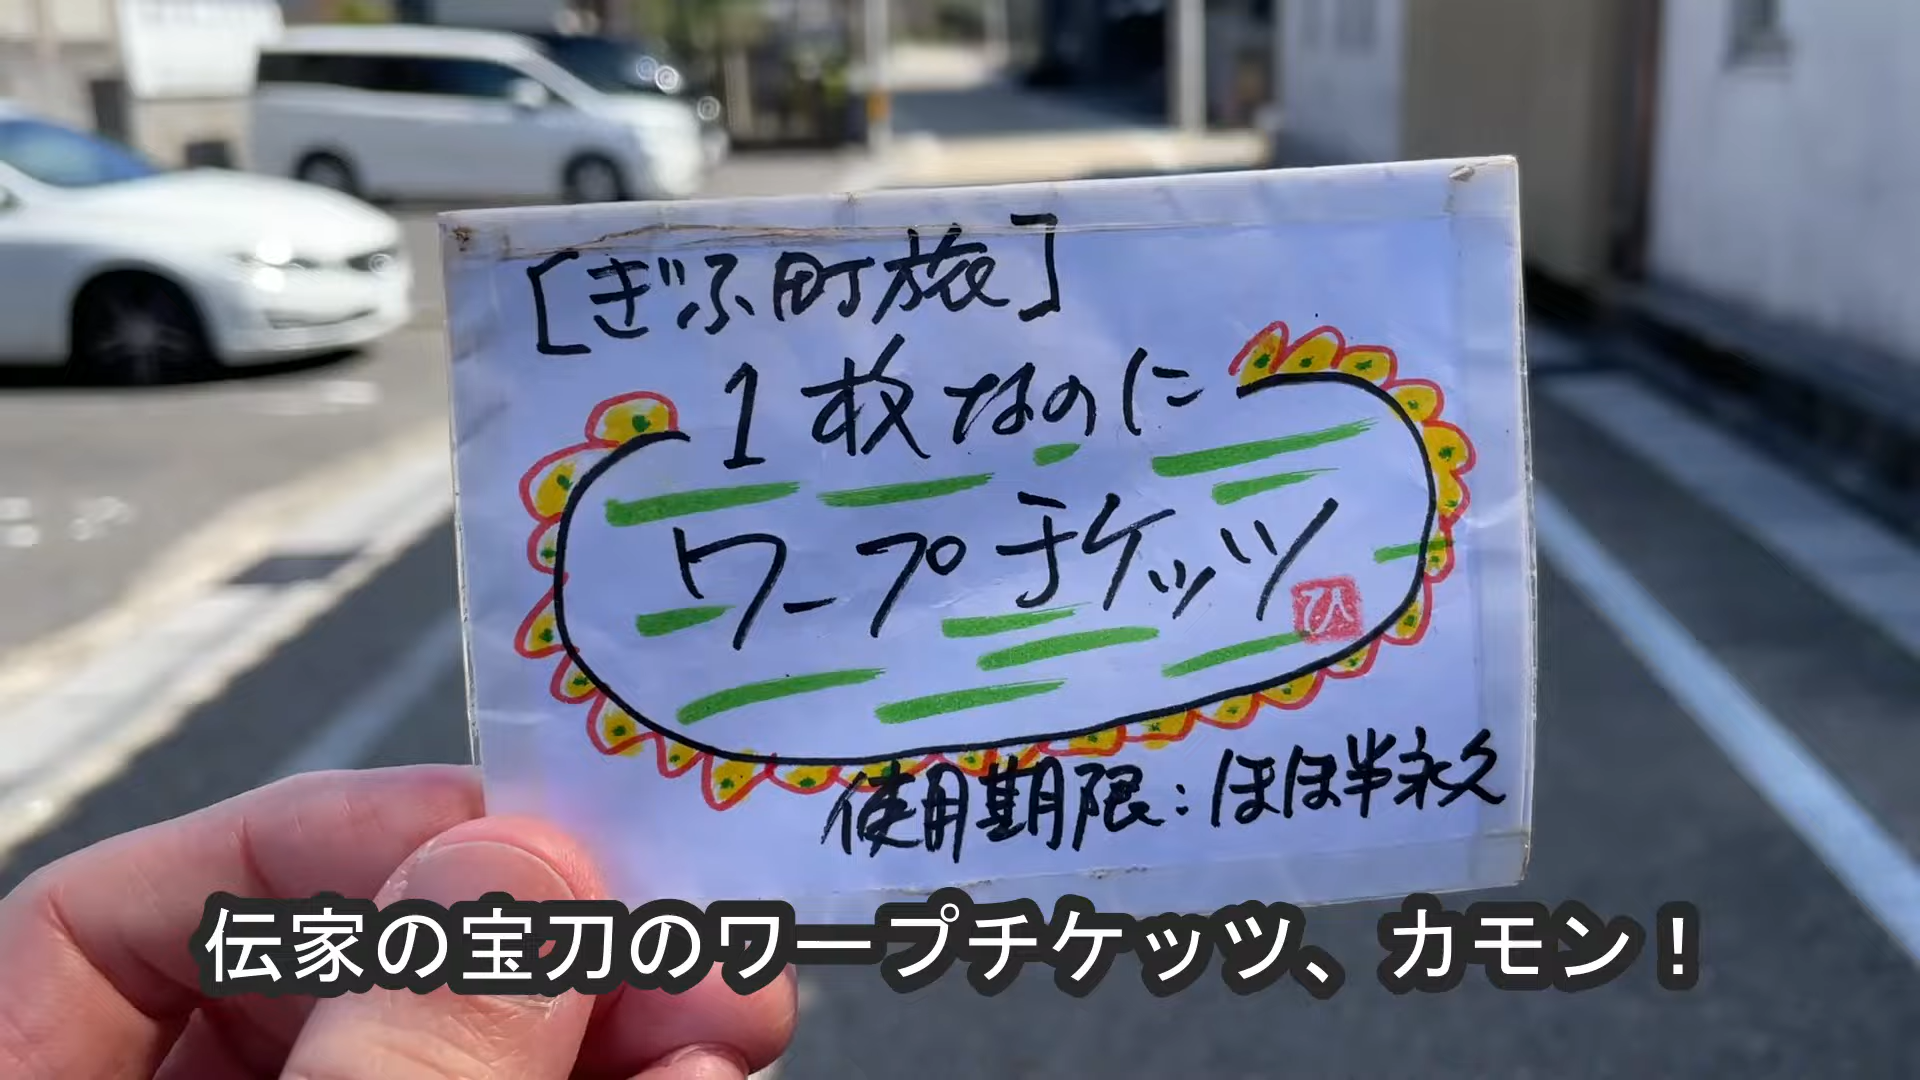 [ぎふ町旅]
1枚なのに
ワープチケッツ
ひ
使用期限:ほぼ半永久
伝家の宝刀のワープチケッツ、カモン!